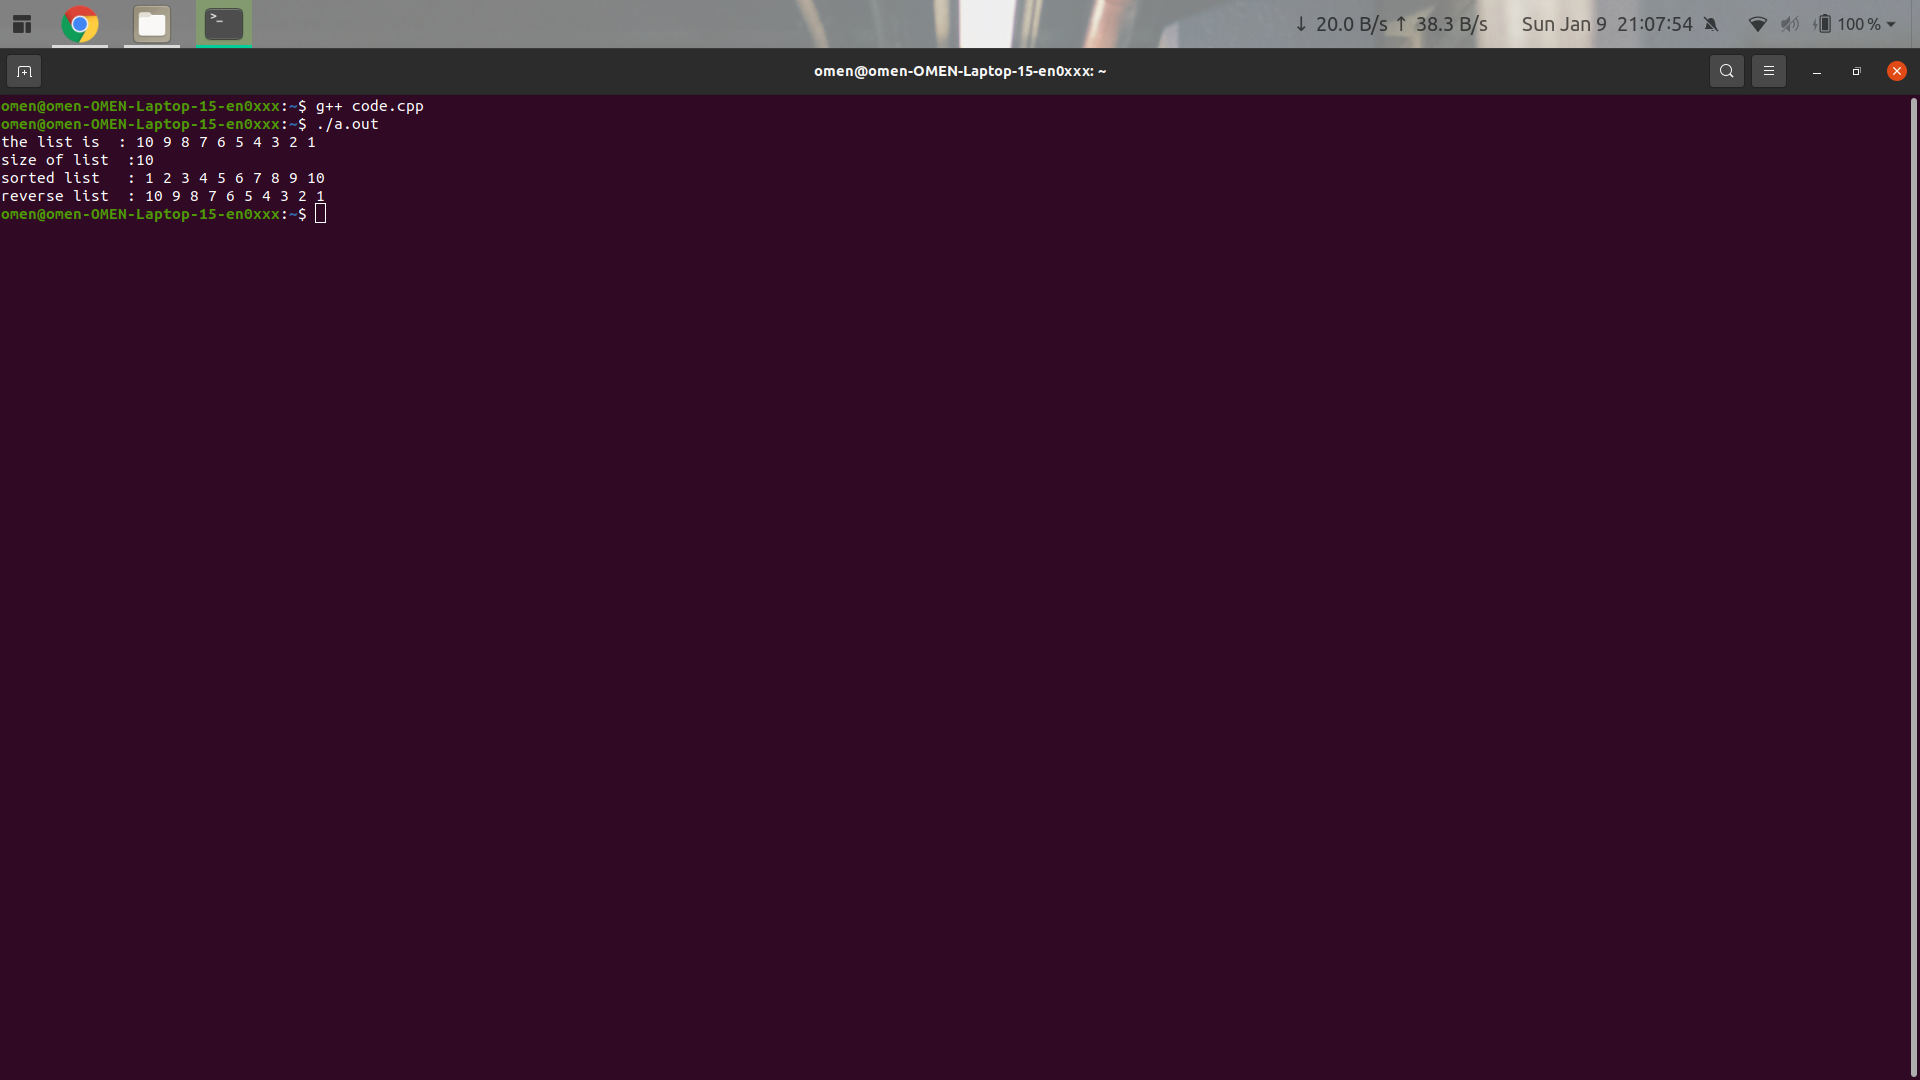 ↓ 20.0 B/s ↑ 38.3 B/s Sun Jan 9 21:07:54 100 %
omen@omen-OMEN-Laptop-15-en0xxx: ~
omen@omen-OMEN-Laptop-15-en0xxx:~$ g++ code.cpp
omen@omen-OMEN-Laptop-15-en0xxx:~$ ./a.out
the list is  : 10 9 8 7 6 5 4 3 2 1
size of list  :10
sorted list   : 1 2 3 4 5 6 7 8 9 10
reverse list  : 10 9 8 7 6 5 4 3 2 1
omen@omen-OMEN-Laptop-15-en0xxx:~$